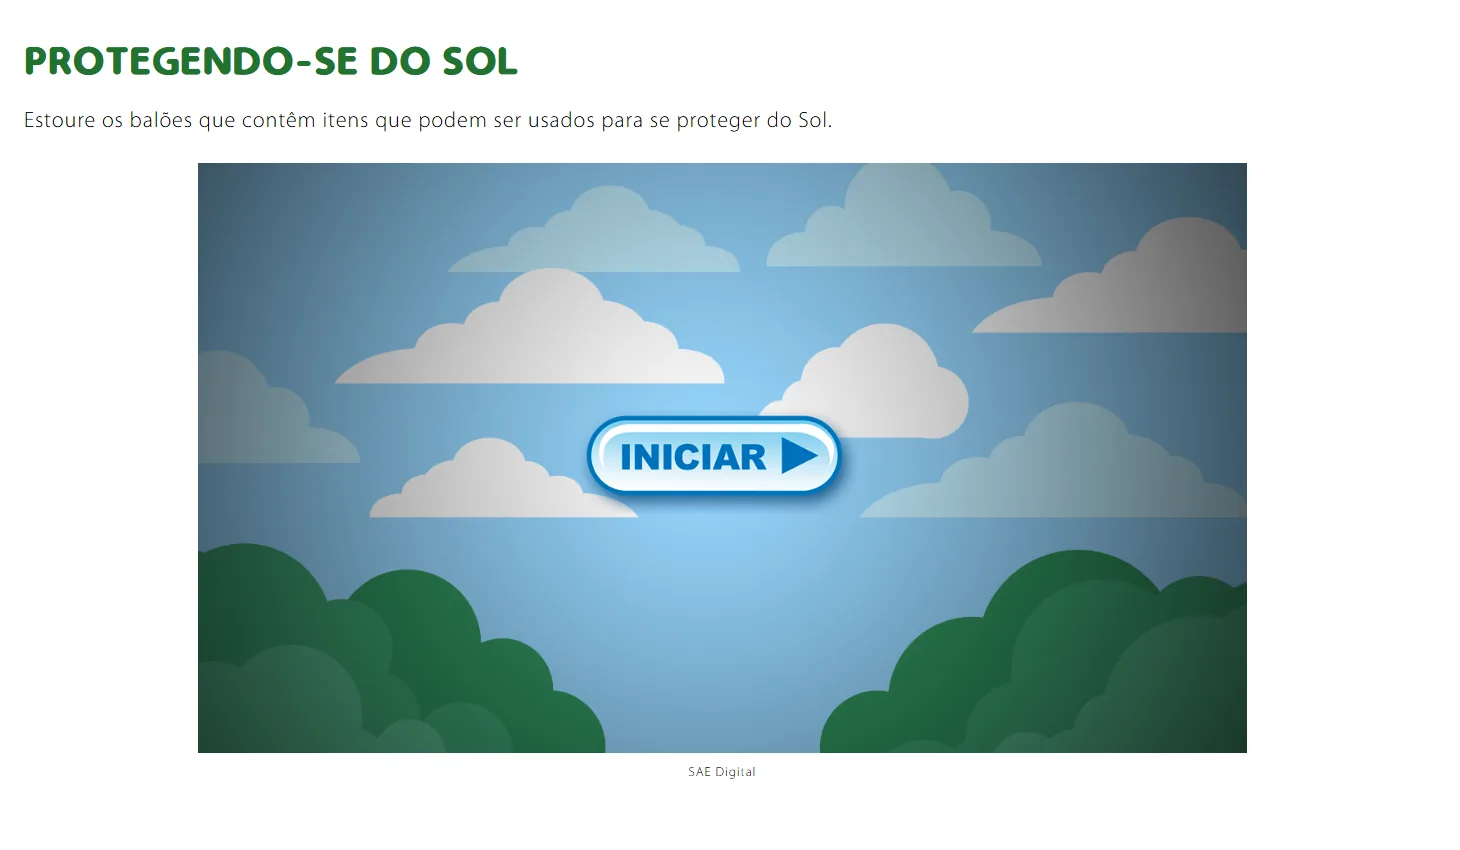 PROTEGENDO-SE DO SOL
Estoure os balões que contêm itens que podem ser usados para se proteger do Sol.
INICIAR
SAE Digital